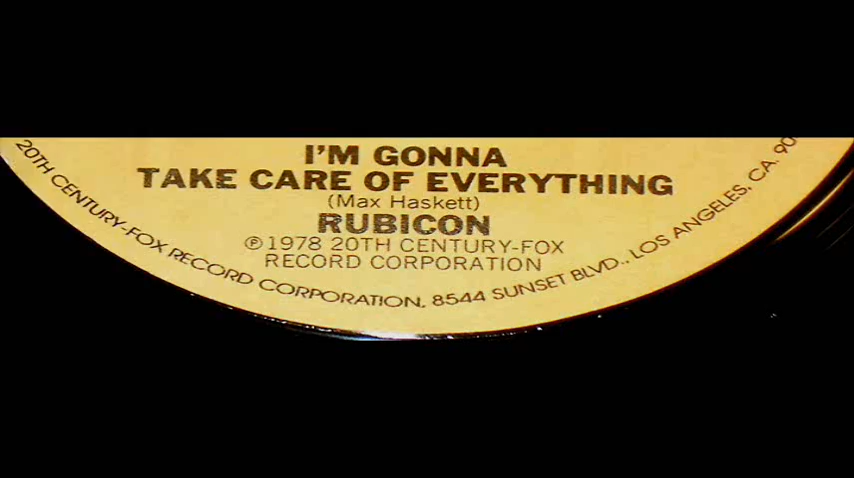 I'M GONNA
TAKE CARE OF EVERYTHING
(Max Haskett)
RUBICON
℗1978 20TH CENTURY-FOX
RECORD CORPORATION
20TH CENTURY-FOX RECORD CORPORATION, 8544 SUNSET BLVD., LOS ANGELES, CA. 90